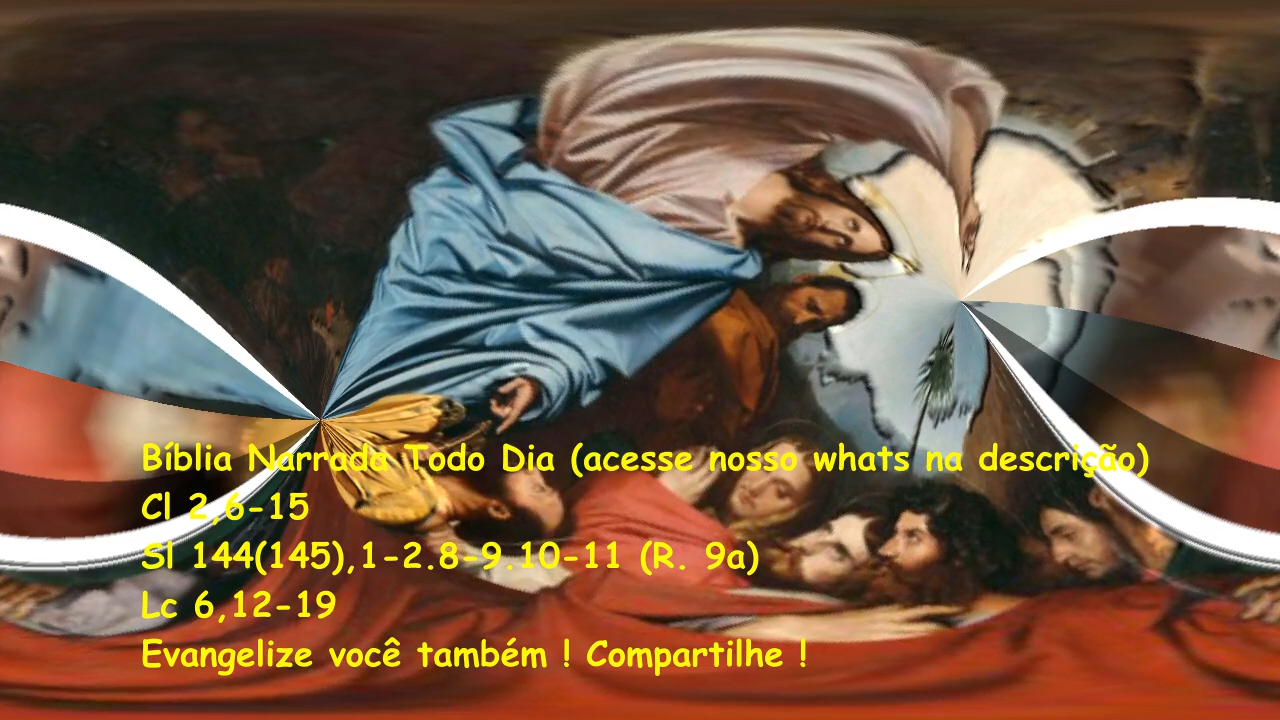 Bíblia Narrada Todo Dia (acesse nosso whats na descrição)
Cl 2,6-15
Sl 144(145),1-2.8-9.10-11 (R. 9a)
Lc 6,12-19
Evangelize você também ! Compartilhe !